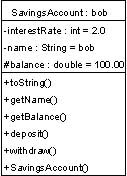 SavingsAccount : bob
-interestRate : int = 2.0
-name : String = bob
#balance : double = 100.00
+toString()
+getName()
+getBalance()
+deposit()
+withdraw()
+SavingsAccount()